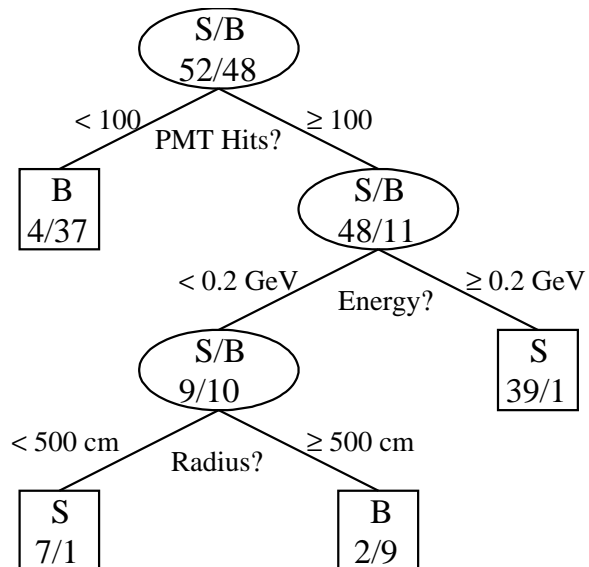 S/B
52/48
< 100
≥ 100
PMT Hits?
B
4/37
S/B
48/11
< 0.2 GeV
≥ 0.2 GeV
Energy?
S/B
9/10
S
39/1
< 500 cm
≥ 500 cm
Radius?
S
7/1
B
2/9